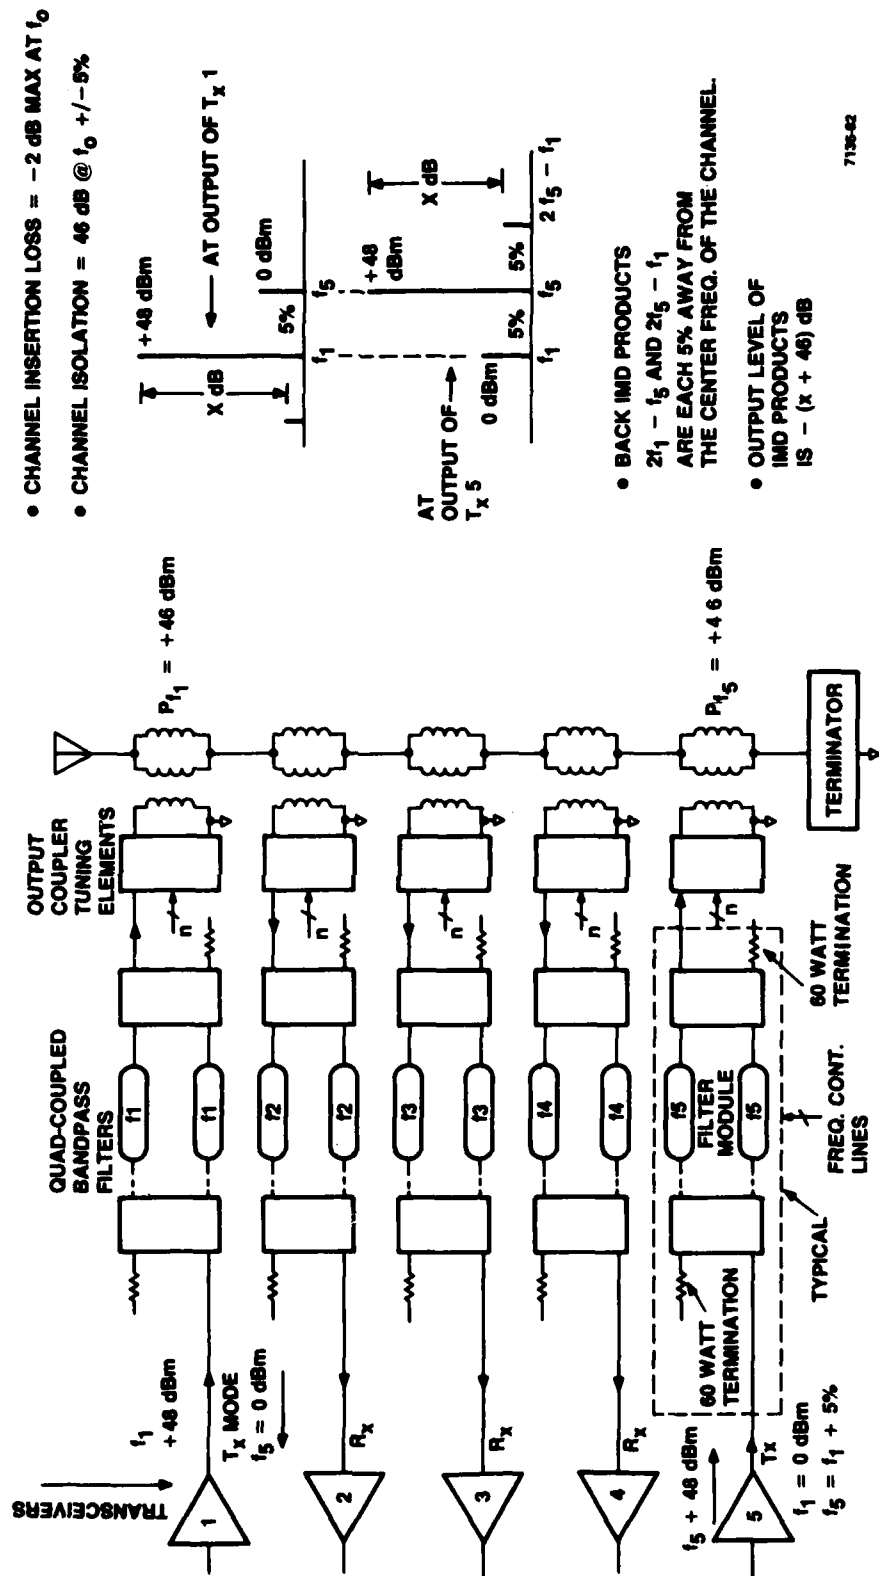 TRANSCEIVERS
f1
+48 dBm
TX MODE
f5 = 0 dBm
1
2
3
4
5
RX
RX
RX
TX
f5 + 48 dBm
f1 = 0 dBm
f5 = f1 + 5%
QUAD-COUPLED
BANDPASS
FILTERS
f1
f1
f2
f2
f3
f3
f4
f4
f5
FILTER
MODULE
f5
60 WATT
TERMINATION
TYPICAL
FREQ. CONT.
LINES
60 WATT
TERMINATION
OUTPUT
COUPLER
TUNING
ELEMENTS
n
n
n
n
n
Pf1 = +46 dBm
Pf5 = +46 dBm
TERMINATOR
• CHANNEL INSERTION LOSS = -2 dB MAX AT fo
• CHANNEL ISOLATION = 46 dB @ fo +/-5%
+48 dBm
AT OUTPUT OF TX 1
X dB
0 dBm
5%
f1
f5
+48
dBm
X dB
AT
OUTPUT OF
TX 5
0 dBm
5%
5%
f1
f5
2f5 - f1
• BACK IMD PRODUCTS
2f1 - f5 AND 2f5 - f1
ARE EACH 5% AWAY FROM
THE CENTER FREQ. OF THE CHANNEL.
• OUTPUT LEVEL OF
IMD PRODUCTS
IS - (x + 46) dB
7135-62